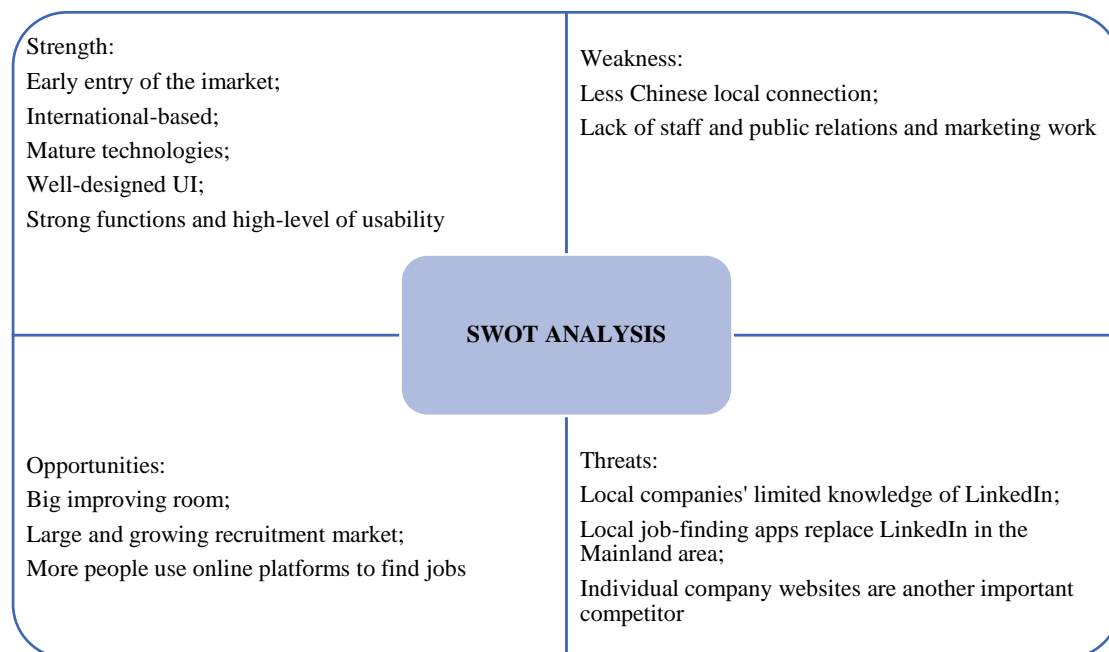 Strength:
Early entry of the imarket;
International-based;
Mature technologies;
Well-designed UI;
Strong functions and high-level of usability
Weakness:
Less Chinese local connection;
Lack of staff and public relations and marketing work
SWOT ANALYSIS
Opportunities:
Big improving room;
Large and growing recruitment market;
More people use online platforms to find jobs
Threats:
Local companies' limited knowledge of LinkedIn;
Local job-finding apps replace LinkedIn in the
Mainland area;
Individual company websites are another important
competitor